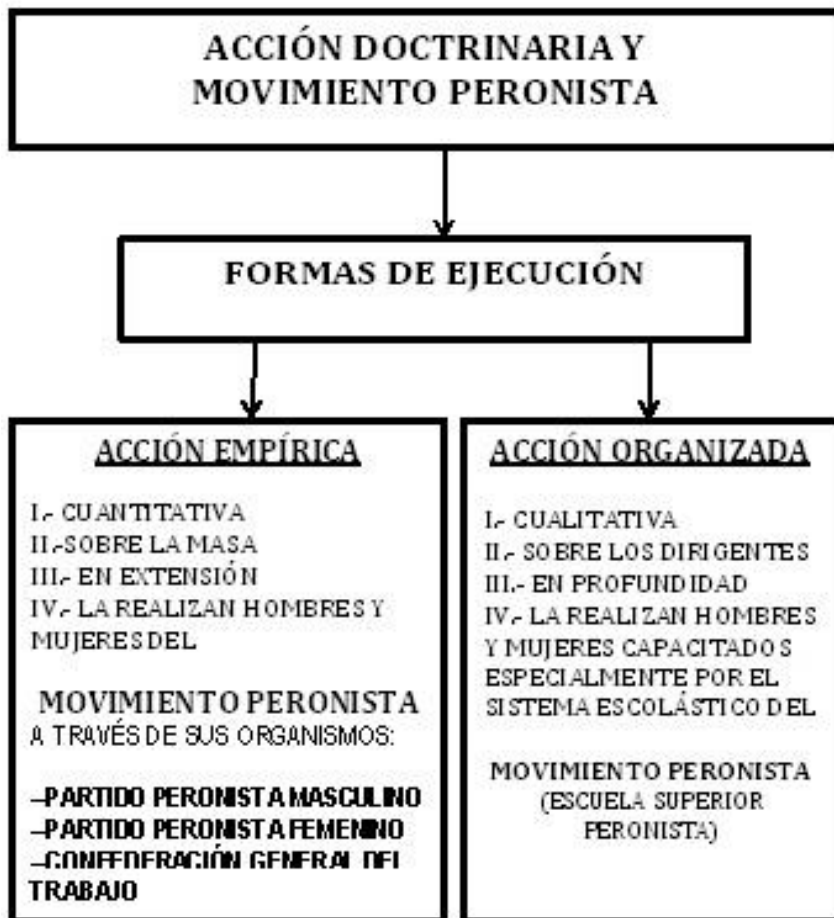 ACCIÓN DOCTRINARIA Y
MOVIMIENTO PERONISTA
FORMAS DE EJECUCIÓN
ACCIÓN EMPÍRICA
I.- CUANTITATIVA
II.-SOBRE LA MASA
III.- EN EXTENSIÓN
IV.- LA REALIZAN HOMBRES Y
MUJERES DEL
MOVIMIENTO PERONISTA
A TRAVÉS DE SUS ORGANISMOS:
–PARTIDO PERONISTA MASCULINO
–PARTIDO PERONISTA FEMENINO
–CONFEDERACIÓN GENERAL DEL
TRABAJO
ACCIÓN ORGANIZADA
I.- CUALITATIVA
II.- SOBRE LOS DIRIGENTES
III.- EN PROFUNDIDAD
IV.- LA REALIZAN HOMBRES
Y MUJERES CAPACITADOS
ESPECIALMENTE POR EL
SISTEMA ESCOLÁSTICO DEL
MOVIMIENTO PERONISTA
(ESCUELA SUPERIOR
PERONISTA)